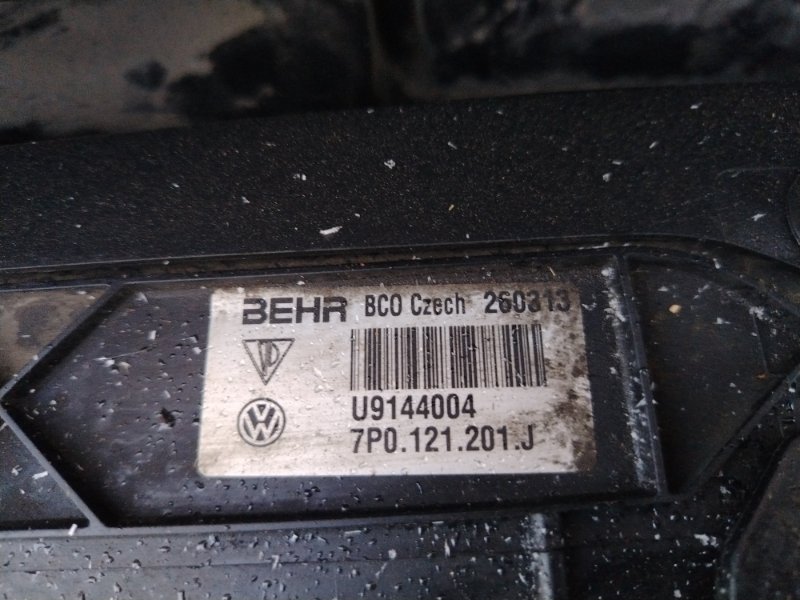 BEHR BCO Czech 260313
U9144004
7P0.121.201.J